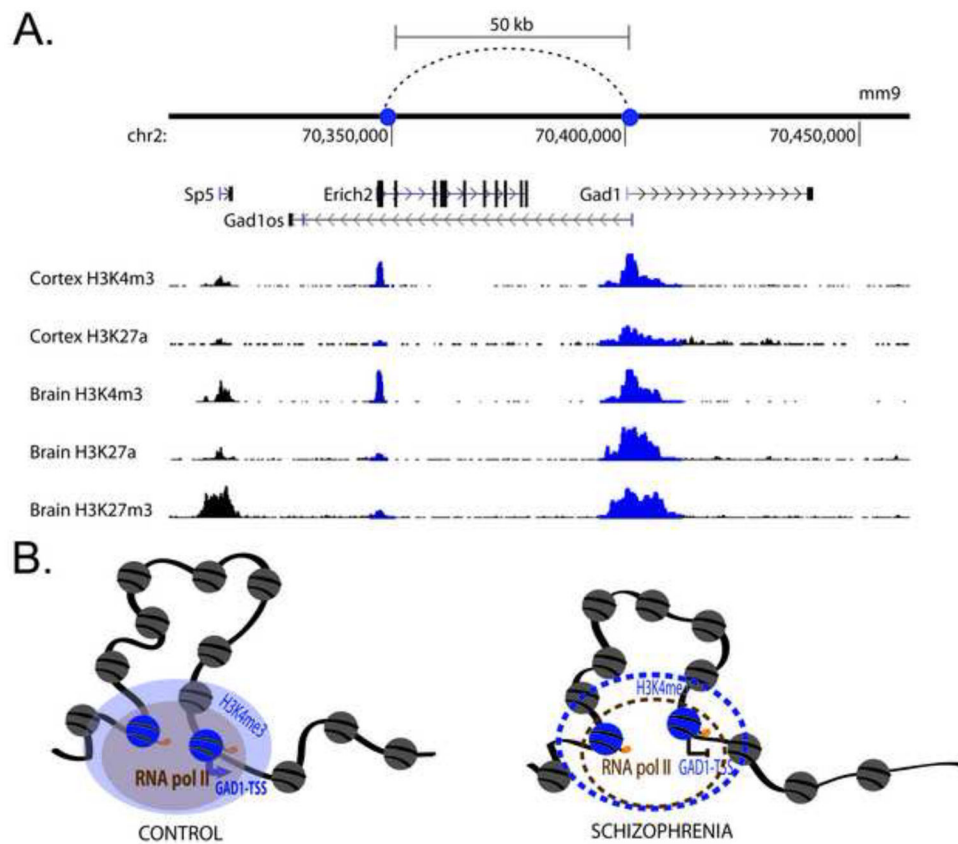 A.
50 kb
mm9
chr2: 70,350,000 70,400,000 70,450,000
Sp5 Erich2 Gad1
Gad1os
Cortex H3K4m3
Cortex H3K27a
Brain H3K4m3
Brain H3K27a
Brain H3K27m3
B.
H3K4me3
RNA pol II
GAD1-TSS
CONTROL
H3K4me
RNA pol II GAD1-TSS
SCHIZOPHRENIA